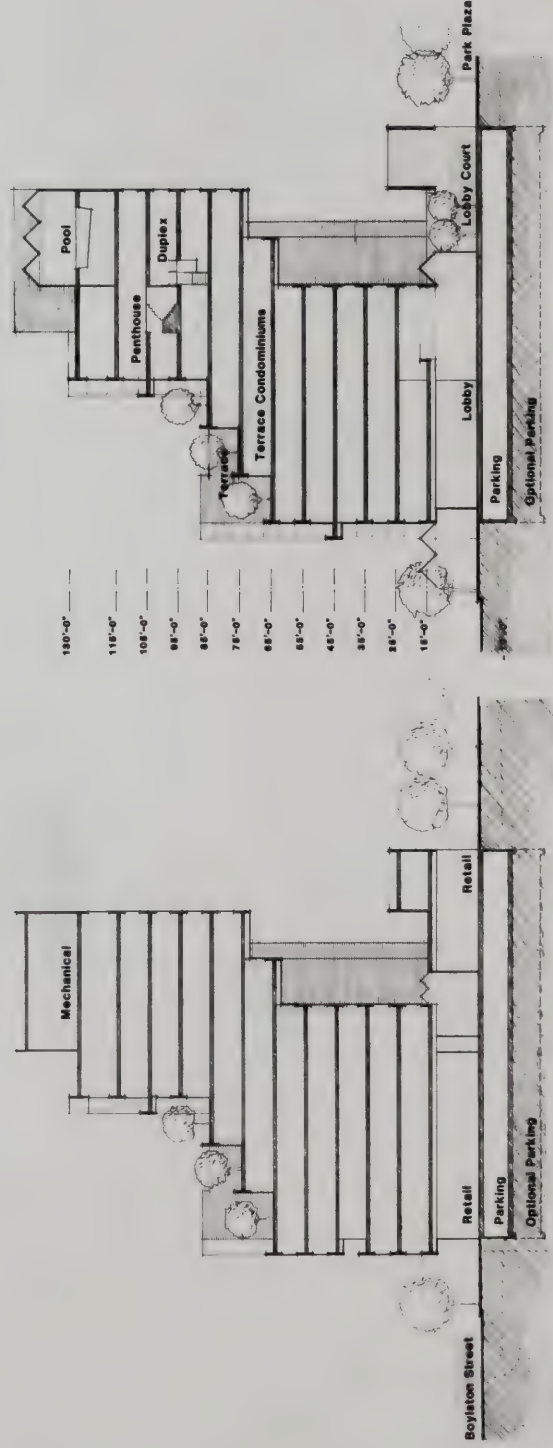 Mechanical
Retail
Retail
Parking
Optional Parking
Boylston Street
130'-0"
115'-0"
105'-0"
95'-0"
85'-0"
75'-0"
65'-0"
55'-0"
45'-0"
35'-0"
25'-0"
15'-0"
Pool
Penthouse
Duplex
Terrace
Terrace Condominiums
Lobby
Lobby Court
Parking
Optional Parking
Park Plaza